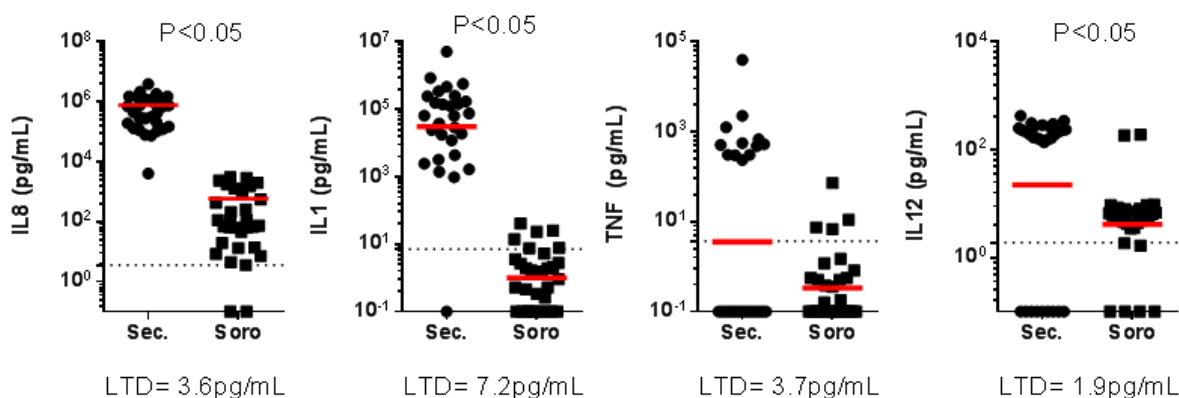 P<0.05
IL8 (pg/mL)
10^8
10^6
10^4
10^2
10^0
Sec. Soro
LTD= 3.6pg/mL
P<0.05
IL1 (pg/mL)
10^7
10^5
10^3
10^1
10^-1
Sec. Soro
LTD= 7.2pg/mL
TNF (pg/mL)
10^5
10^3
10^1
10^-1
Sec. Soro
LTD= 3.7pg/mL
P<0.05
IL12 (pg/mL)
10^4
10^2
10^0
Sec. Soro
LTD= 1.9pg/mL